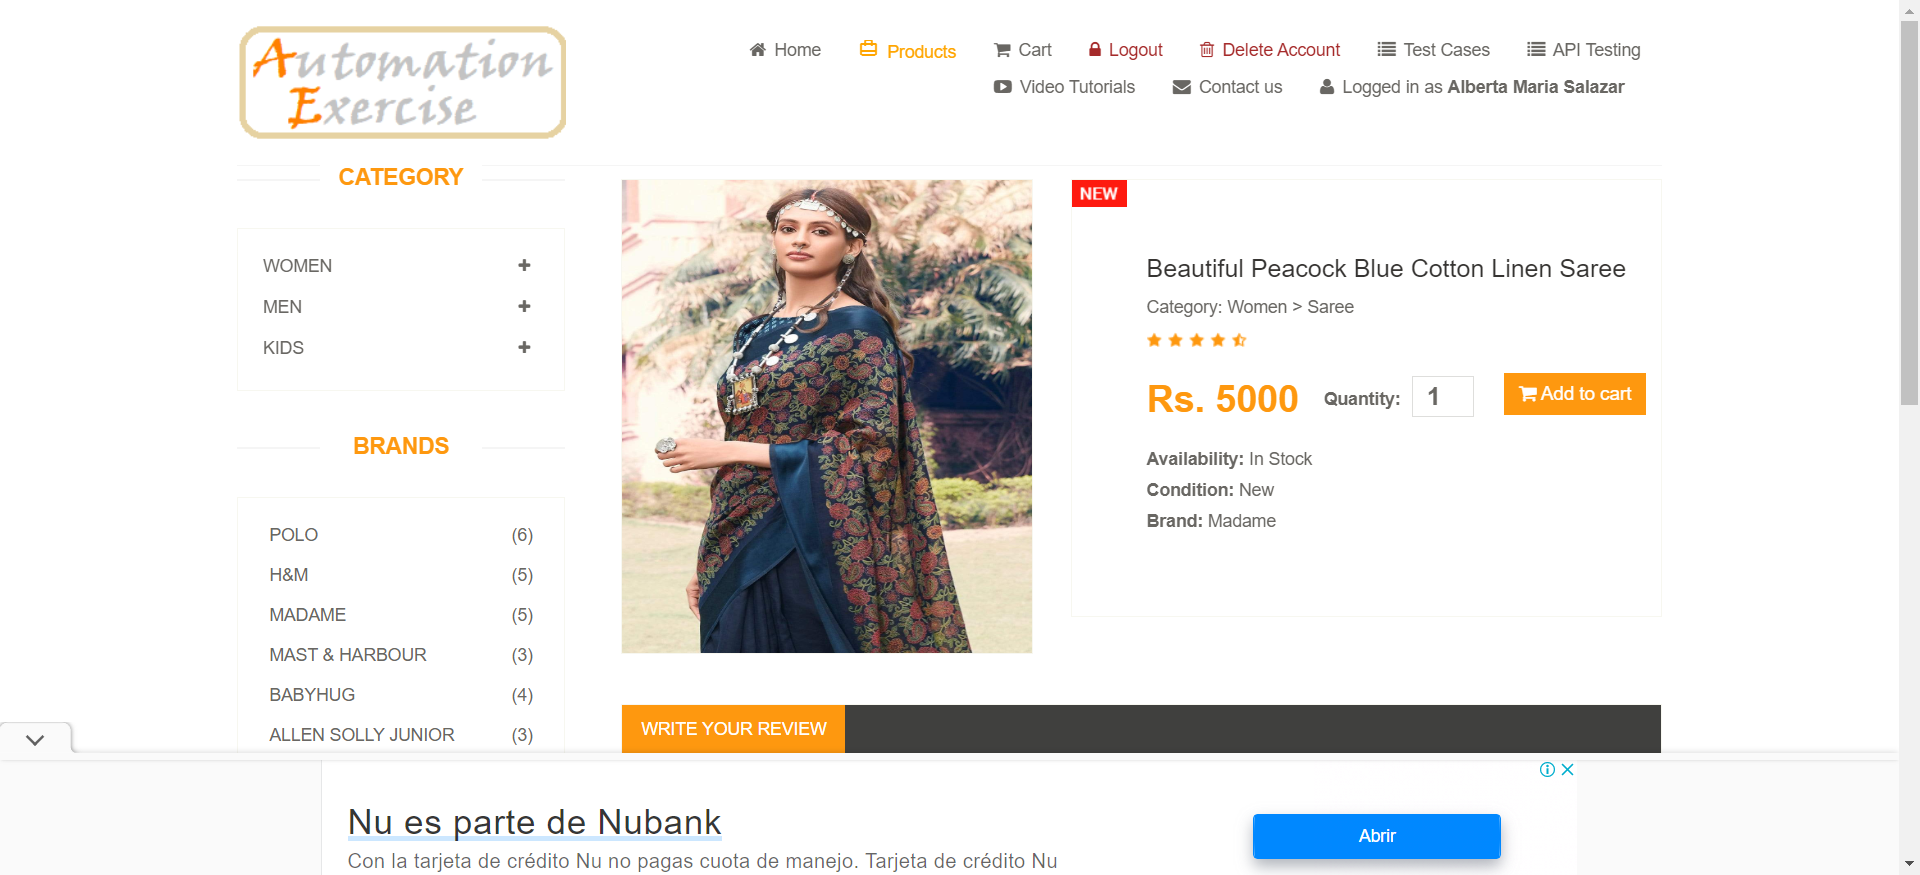 Automation
Exercise
Home
Products
Cart
Logout
Delete Account
Test Cases
API Testing
Video Tutorials
Contact us
Logged in as Alberta Maria Salazar
CATEGORY
WOMEN
MEN
KIDS
BRANDS
POLO (6)
H&M (5)
MADAME (5)
MAST & HARBOUR (3)
BABYHUG (4)
ALLEN SOLLY JUNIOR (3)
NEW
Beautiful Peacock Blue Cotton Linen Saree
Category: Women > Saree
Rs. 5000 Quantity: 1 Add to cart
Availability: In Stock
Condition: New
Brand: Madame
WRITE YOUR REVIEW
Nu es parte de Nubank
Con la tarjeta de crédito Nu no pagas cuota de manejo. Tarjeta de crédito Nu
Abrir